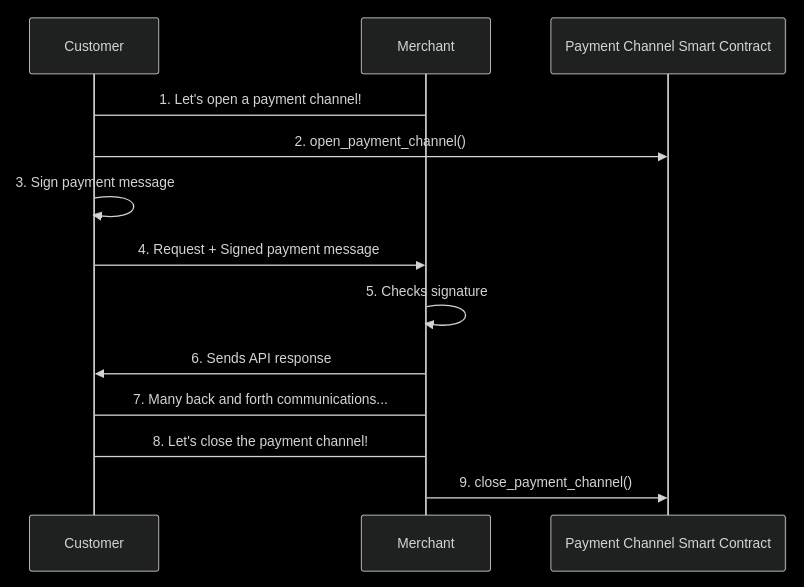 Customer
Merchant
Payment Channel Smart Contract
1. Let's open a payment channel!
2. open_payment_channel()
3. Sign payment message
4. Request + Signed payment message
5. Checks signature
6. Sends API response
7. Many back and forth communications...
8. Let's close the payment channel!
9. close_payment_channel()
Customer
Merchant
Payment Channel Smart Contract